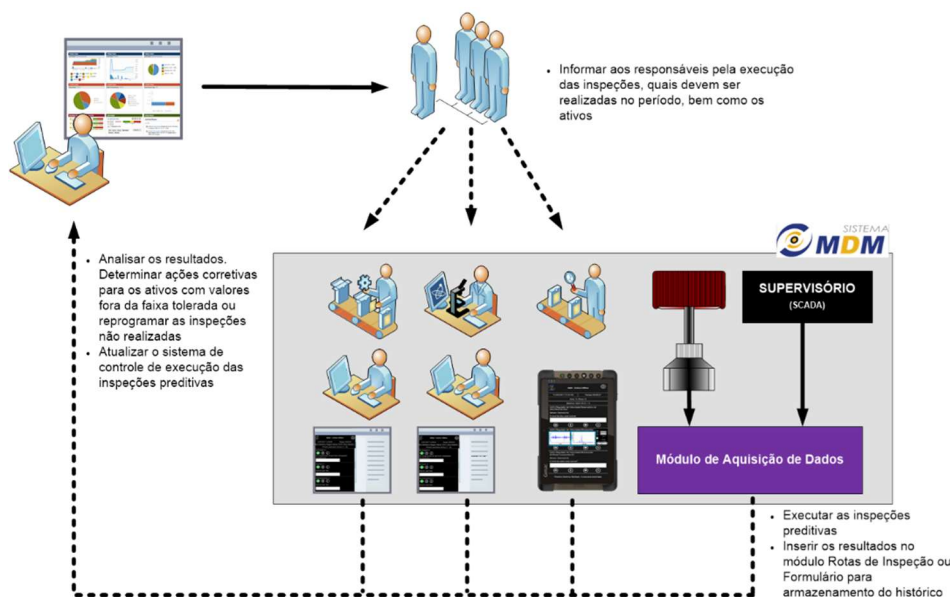 • Informar aos responsáveis pela execução
das inspeções, quais devem ser
realizadas no período, bem como os
ativos
SISTEMA
MDM
• Analisar os resultados.
Determinar ações corretivas
para os ativos com valores
fora da faixa tolerada ou
reprogramar as inspeções
não realizadas
• Atualizar o sistema de
controle de execução das
inspeções preditivas
SUPERVISÓRIO
(SCADA)
Módulo de Aquisição de Dados
• Executar as inspeções
preditivas
• Inserir os resultados no
módulo Rotas de Inspeção ou
Formulário para
armazenamento do histórico